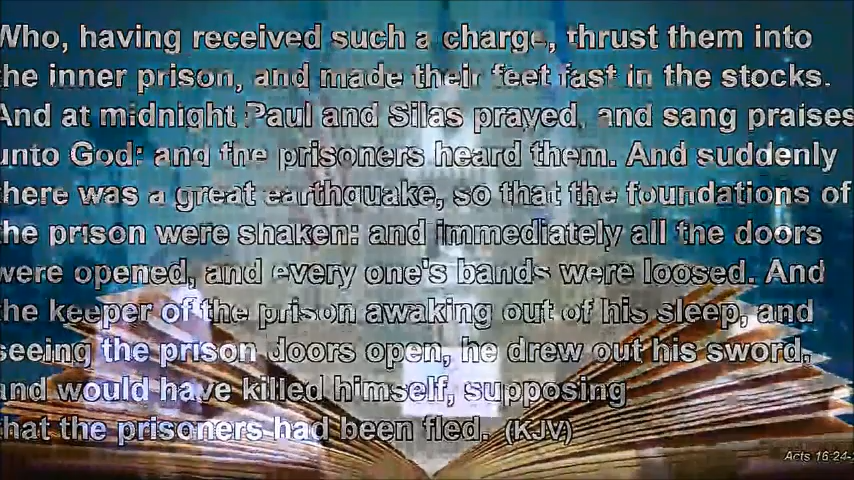 Who, having received such a charge, thrust them into
the inner prison, and made their feet fast in the stocks.
And at midnight Paul and Silas prayed, and sang praises
unto God: and the prisoners heard them. And suddenly
there was a great earthquake, so that the foundations of
the prison were shaken: and immediately all the doors
were opened, and every one's bands were loosed. And
the keeper of the prison awaking out of his sleep, and
seeing the prison doors open, he drew out his sword,
and would have killed himself, supposing
that the prisoners had been fled. (KJV)
Acts 16:24-2